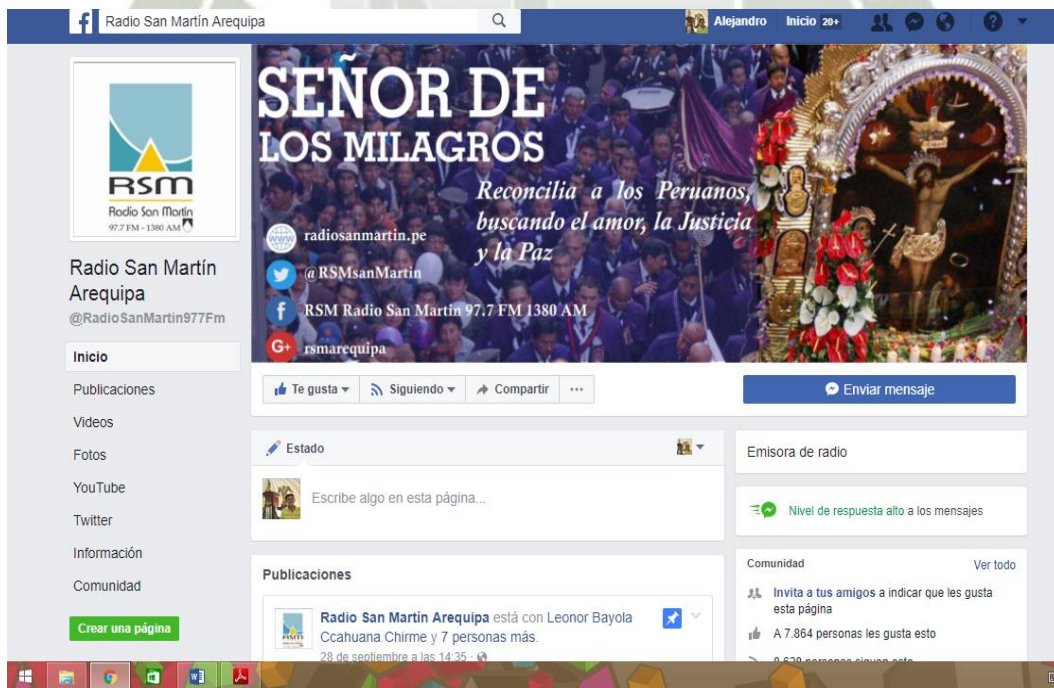 Radio San Martín Arequipa
Alejandro Inicio 20+
RSM
Radio San Martín
97.7 FM - 1380 AM
SEÑOR DE
LOS MILAGROS
Reconcilia a los Peruanos,
buscando el amor, la Justicia
y la Paz
www radiosanmartin.pe
@RSMsanMartin
RSM Radio San Martin 97.7 FM 1380 AM
G+ rsmarequipa
Radio San Martín
Arequipa
@RadioSanMartin977Fm
Inicio
Publicaciones
Videos
Fotos
YouTube
Twitter
Información
Comunidad
Crear una página
Te gusta Siguiendo Compartir ...
Enviar mensaje
Estado
Escribe algo en esta página...
Publicaciones
Radio San Martín Arequipa está con Leonor Bayola
Ccahuana Chirme y 7 personas más.
28 de septiembre a las 14:35 ·
Emisora de radio
Nivel de respuesta alto a los mensajes
Comunidad Ver todo
Invita a tus amigos a indicar que les gusta
esta página
A 7.864 personas les gusta esto
personas siguen esto